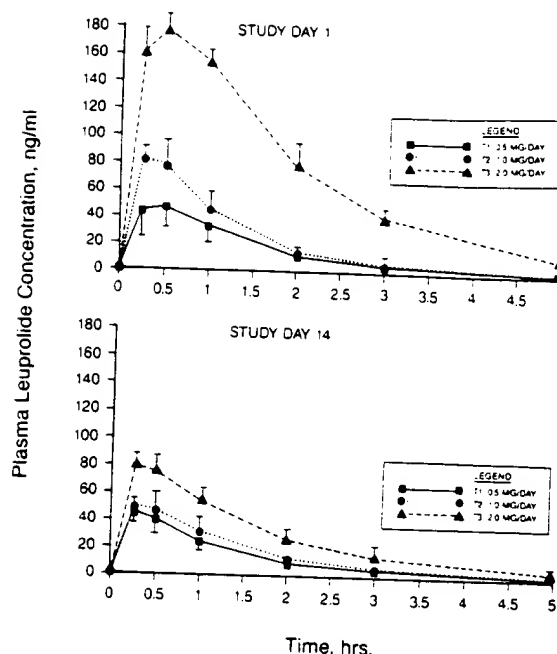 Plasma Leuprolide Concentration, ng/ml
STUDY DAY 1
180
160
140
120
100
80
60
40
20
0
LEGEND
T1 0.5 MG/DAY
T2 1.0 MG/DAY
T3 2.0 MG/DAY
0 0.5 1 1.5 2 2.5 3 3.5 4 4.5 5
STUDY DAY 14
180
160
140
120
100
80
60
40
20
0
LEGEND
T1 0.5 MG/DAY
T2 1.0 MG/DAY
T3 2.0 MG/DAY
0 0.5 1 1.5 2 2.5 3 3.5 4 4.5 5
Time, hrs.